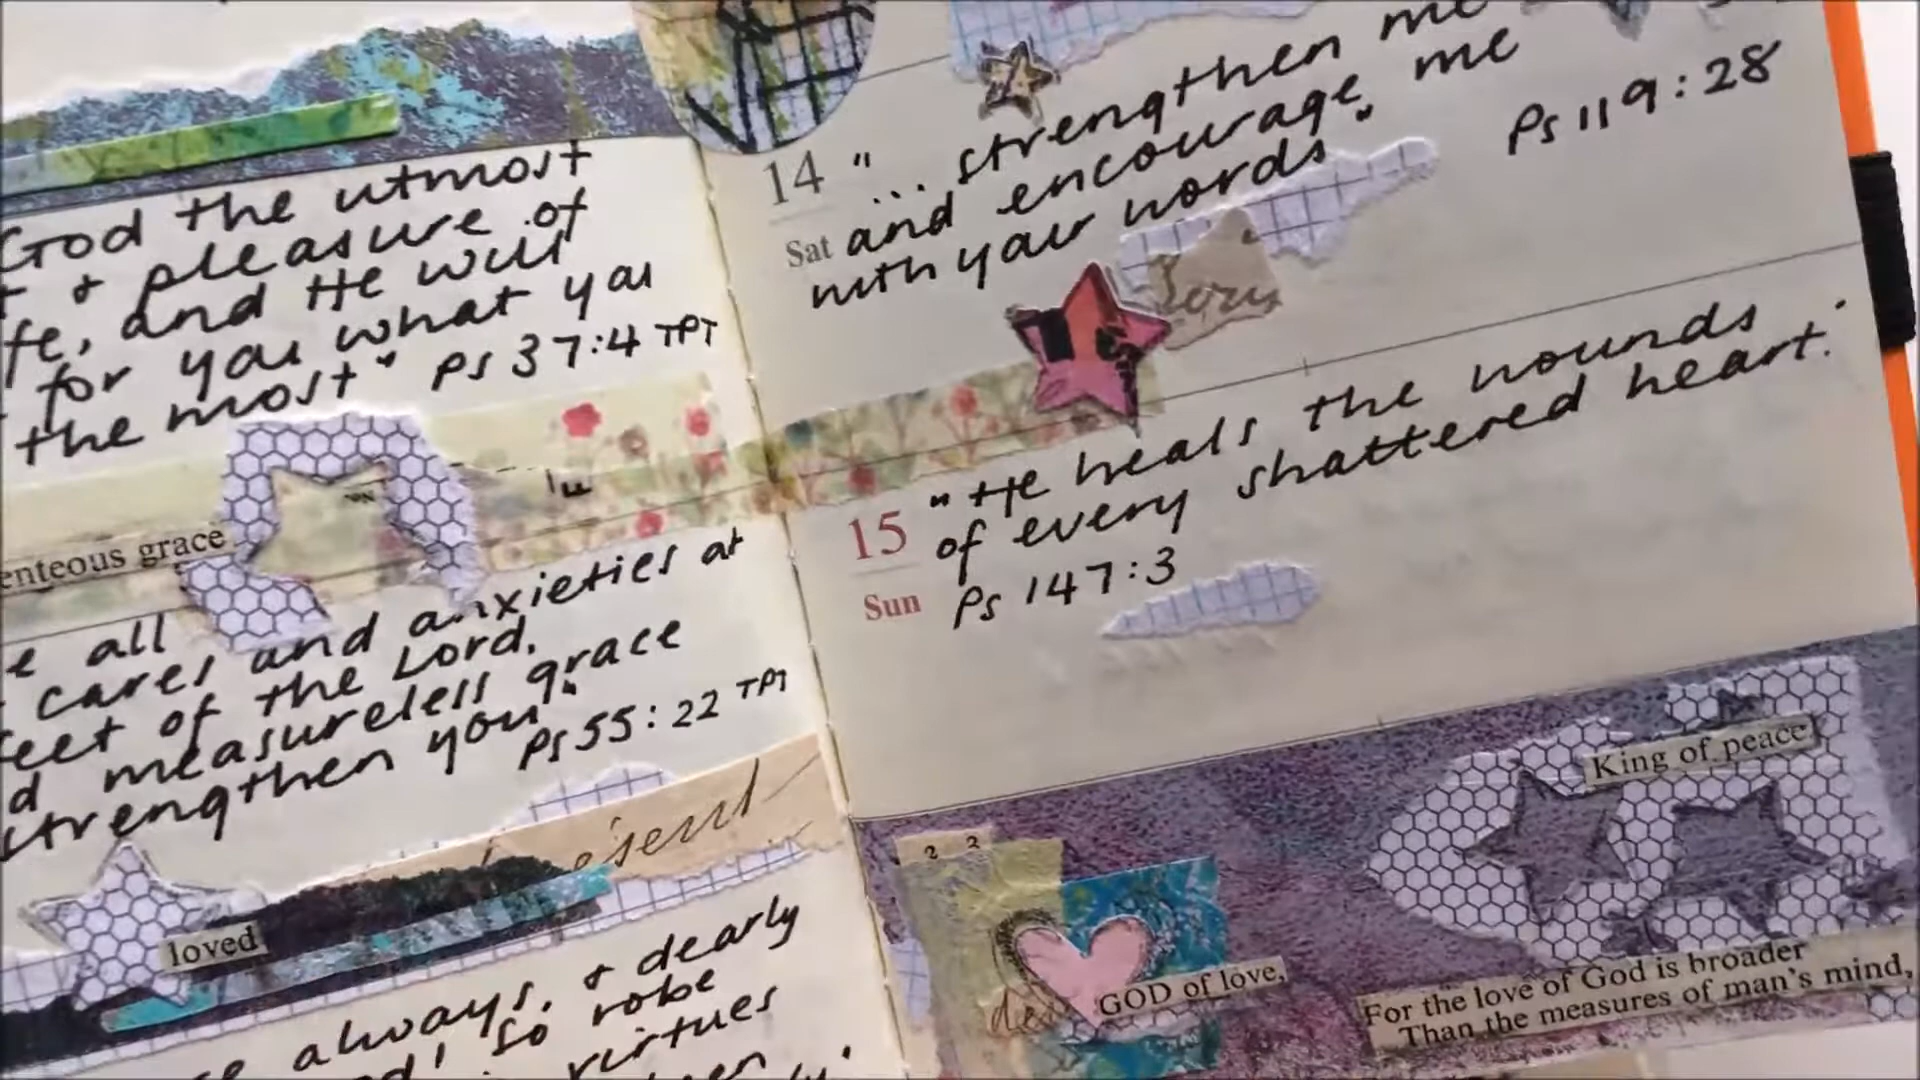 God the utmost
+ pleasure of
fe, and He will
for you what you
the most" Ps 37:4 TPT
enteous grace
e all
cares and anxieties at
feet of the Lord.
d measureless grace
strengthen you"
Ps 55:22 TPT
esent
loved
always, + dearly
so robe
virtues
14 "... strengthen me
Sat and encourage me
with your words."
Ps 119:28
15 "He heals the wounds
of every shattered heart."
Sun Ps 147:3
King of peace
2 2
GOD of love,
For the love of God is broader
Than the measures of man's mind,